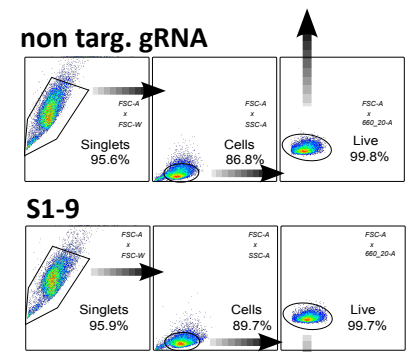 non targ. gRNA
FSC-A
x
FSC-W
Singlets
95.6%
FSC-A
x
SSC-A
Cells
86.8%
FSC-A
x
660_20-A
Live
99.8%
S1-9
FSC-A
x
FSC-W
Singlets
95.9%
FSC-A
x
SSC-A
Cells
89.7%
FSC-A
x
660_20-A
Live
99.7%